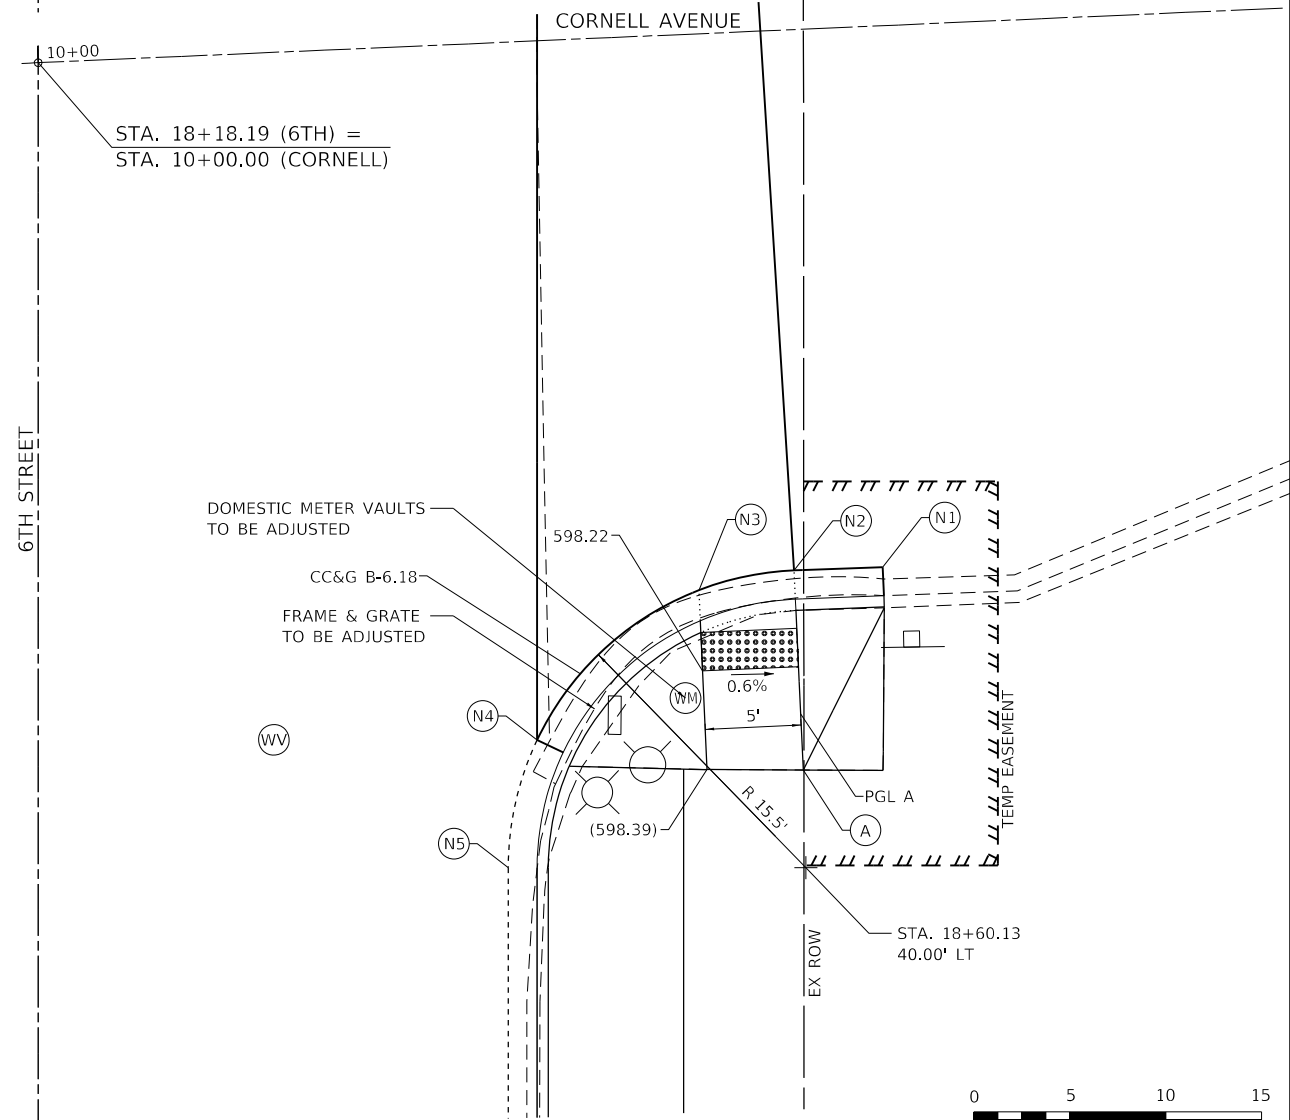 CORNELL AVENUE
10+00
STA. 18+18.19 (6TH) =
STA. 10+00.00 (CORNELL)
6TH STREET
DOMESTIC METER VAULTS
TO BE ADJUSTED
598.22
N3
N2
N1
CC&G B-6.18
FRAME & GRATE
TO BE ADJUSTED
0.6%
WM
5'
N4
WV
TEMP EASEMENT
PGL A
R 15.5'
(598.39)
A
N5
STA. 18+60.13
40.00' LT
EX ROW
0 5 10 15